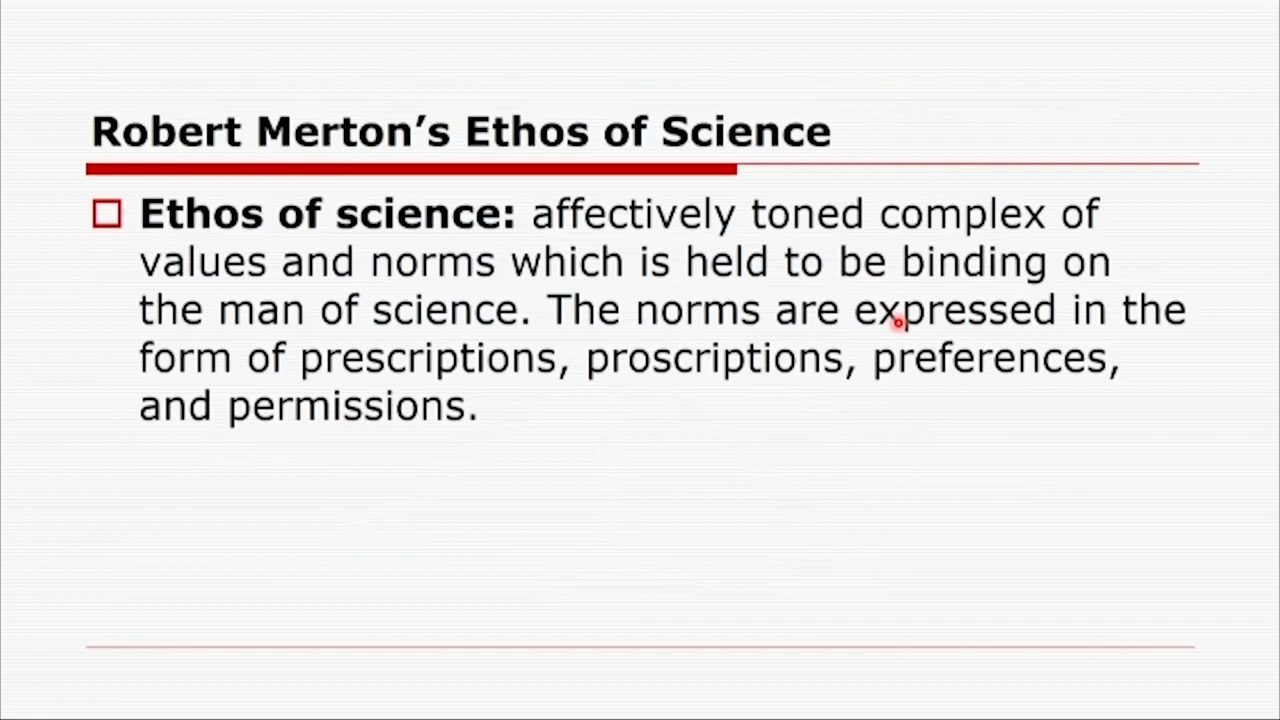 Robert Merton’s Ethos of Science
Ethos of science: affectively toned complex of
values and norms which is held to be binding on
the man of science. The norms are expressed in the
form of prescriptions, proscriptions, preferences,
and permissions.